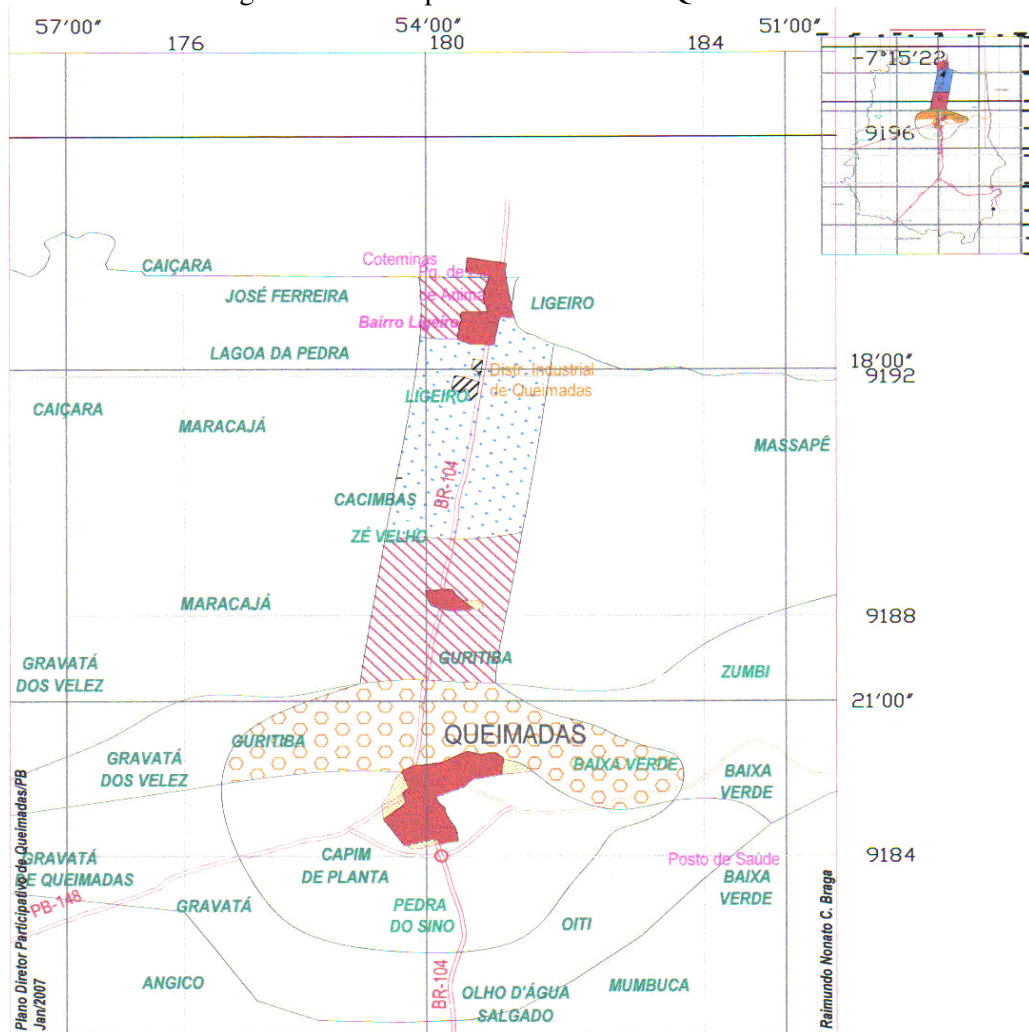 57'00" 54'00" 51'00"
176 180 184
-7°15'22
9196
Coteminas
CAIÇARA
Pq. de
JOSÉ FERREIRA
de Anima
LIGEIRO
Bairro Ligeiro
LAGOA DA PEDRA
18'00"
Distr. Industrial
9192
de Queimadas
LIGEIRO
CAIÇARA
MARACAJÁ
MASSAPÊ
BR-104
CACIMBAS
ZÉ VELHO
MARACAJÁ
9188
GURITIBA
GRAVATÁ
DOS VELEZ
ZUMBI
21'00"
QUEIMADAS
GURITIBA
GRAVATÁ
DOS VELEZ
BAIXA VERDE
BAIXA
VERDE
CAPIM
DE PLANTA
9184
Posto de Saúde
GRAVATÁ
DE QUEIMADAS
BAIXA
VERDE
PB-148
GRAVATÁ
PEDRA
DO SINO
OITI
ANGICO
BR-104
OLHO D'ÁGUA
SALGADO
MUMBUCA
Plano Diretor Participativo de Queimadas/PB
Jan/2007
Raimundo Nonato C. Braga